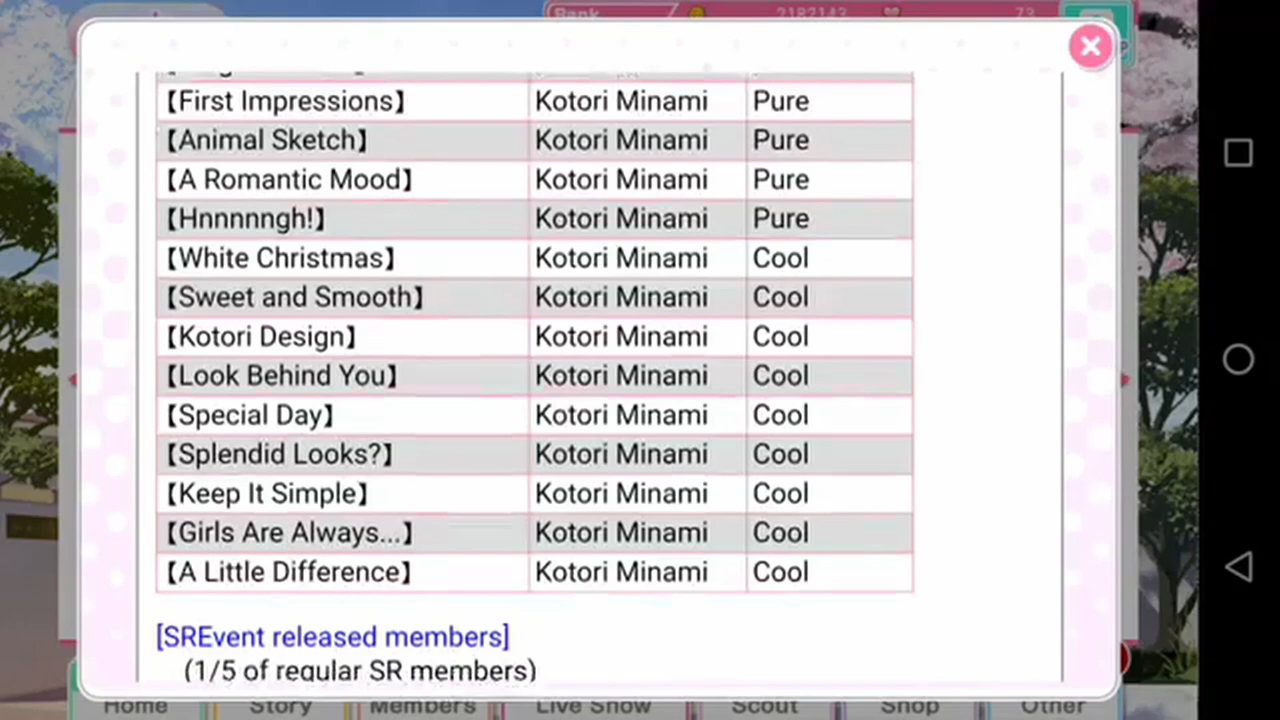 Rank 2182143 73
【First Impressions】 Kotori Minami Pure
【Animal Sketch】 Kotori Minami Pure
【A Romantic Mood】 Kotori Minami Pure
【Hnnnnngh!】 Kotori Minami Pure
【White Christmas】 Kotori Minami Cool
【Sweet and Smooth】 Kotori Minami Cool
【Kotori Design】 Kotori Minami Cool
【Look Behind You】 Kotori Minami Cool
【Special Day】 Kotori Minami Cool
【Splendid Looks?】 Kotori Minami Cool
【Keep It Simple】 Kotori Minami Cool
【Girls Are Always...】 Kotori Minami Cool
【A Little Difference】 Kotori Minami Cool
[SREvent released members]
(1/5 of regular SR members)
Home Story Members Live Show Scout Shop Other